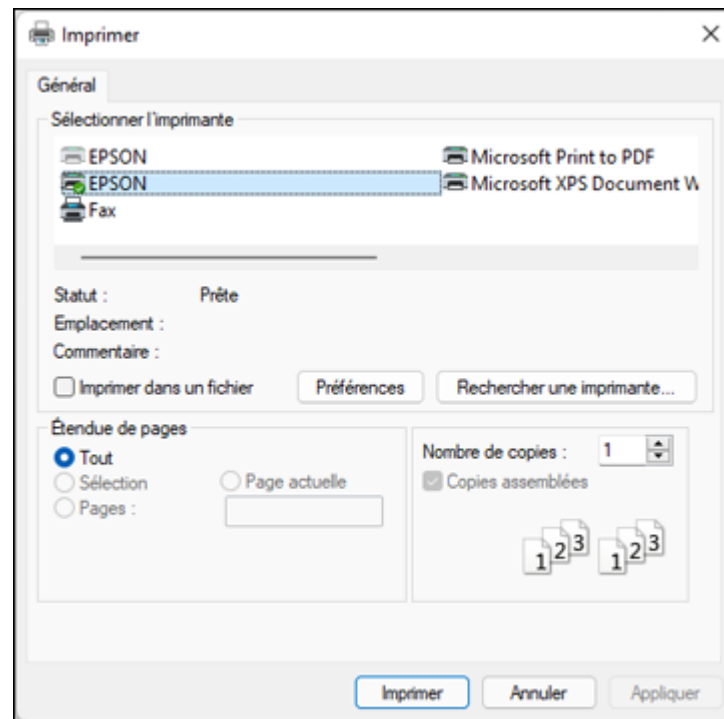 Imprimer
Général
Sélectionner l'imprimante
EPSON
Microsoft Print to PDF
EPSON
Microsoft XPS Document W
Fax
Statut : Prête
Emplacement :
Commentaire :
Imprimer dans un fichier
Préférences
Rechercher une imprimante...
Étendue de pages
Tout
Sélection
Page actuelle
Pages :
Nombre de copies : 1
Copies assemblées
1 2 3 1 2 3
Imprimer
Annuler
Appliquer